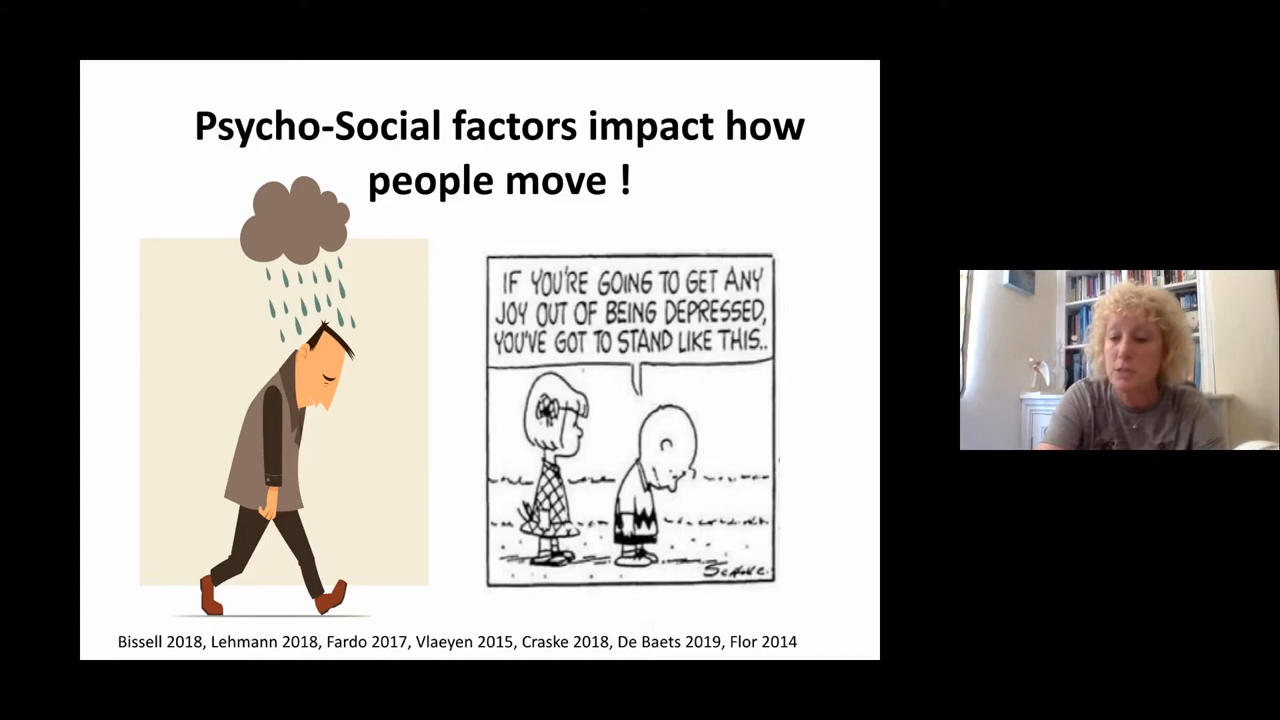 Psycho-Social factors impact how
people move !
IF YOU'RE GOING TO GET ANY
JOY OUT OF BEING DEPRESSED,
YOU'VE GOT TO STAND LIKE THIS..
Bissell 2018, Lehmann 2018, Fardo 2017, Vlaeyen 2015, Craske 2018, De Baets 2019, Flor 2014